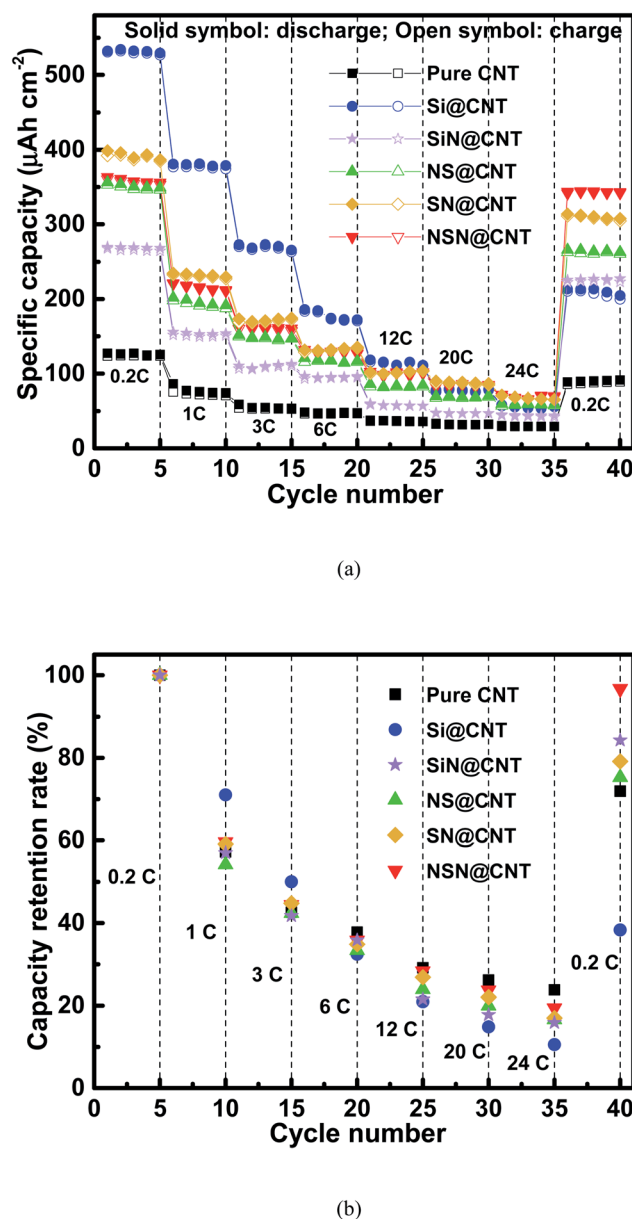 Solid symbol: discharge; Open symbol: charge
Specific capacity (μAh cm⁻²)
500
400
300
200
100
0
Pure CNT
Si@CNT
SiN@CNT
NS@CNT
SN@CNT
NSN@CNT
0.2C
1C
3C
6C
12C
20C
24C
0.2C
0 5 10 15 20 25 30 35 40
Cycle number
(a)
Capacity retention rate (%)
100
80
60
40
20
0
Pure CNT
Si@CNT
SiN@CNT
NS@CNT
SN@CNT
NSN@CNT
0.2 C
1 C
3 C
6 C
12 C
20 C
24 C
0.2 C
0 5 10 15 20 25 30 35 40
Cycle number
(b)